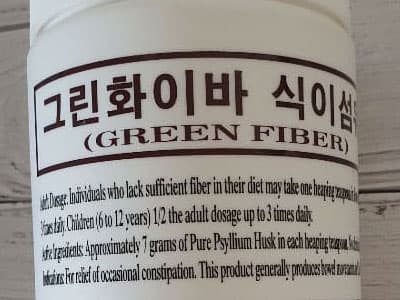 그린화이바 식이섬
(GREEN FIBER)
Adult Dosage: Individuals who lack sufficient fiber in their diet may take one heaping teaspoon
3 times daily. Children (6 to 12 years) 1/2 the adult dosage up to 3 times daily.
Active Ingredients: Approximately 7 grams of Pure Psyllium Husk in each heaping teaspoon.
Indications: For relief of occasional constipation. This product generally produces bowel movement